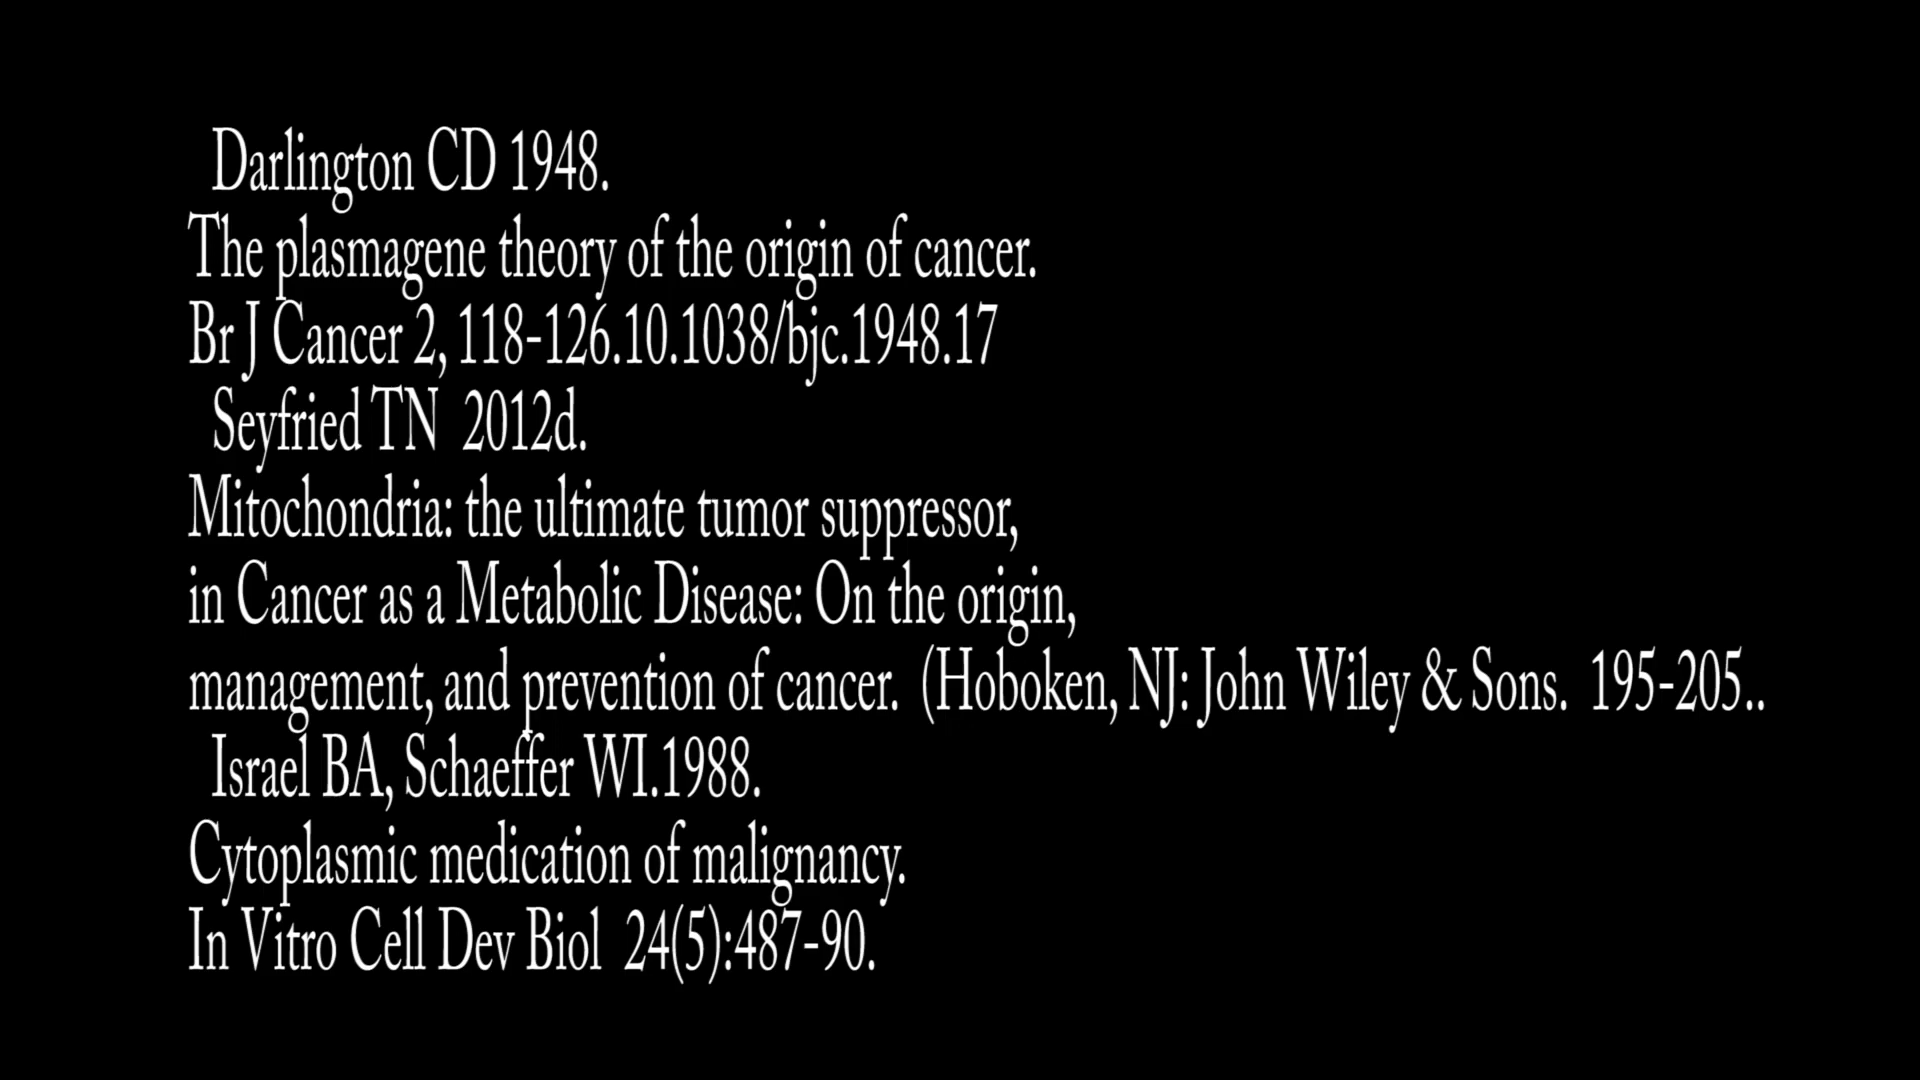 Darlington CD 1948.
The plasmagene theory of the origin of cancer.
Br J Cancer 2, 118-126.10.1038/bjc.1948.17
Seyfried TN 2012d.
Mitochondria: the ultimate tumor suppressor,
in Cancer as a Metabolic Disease: On the origin,
management, and prevention of cancer. (Hoboken, NJ: John Wiley & Sons. 195-205..
Israel BA, Schaeffer WI.1988.
Cytoplasmic medication of malignancy.
In Vitro Cell Dev Biol 24(5):487-90.